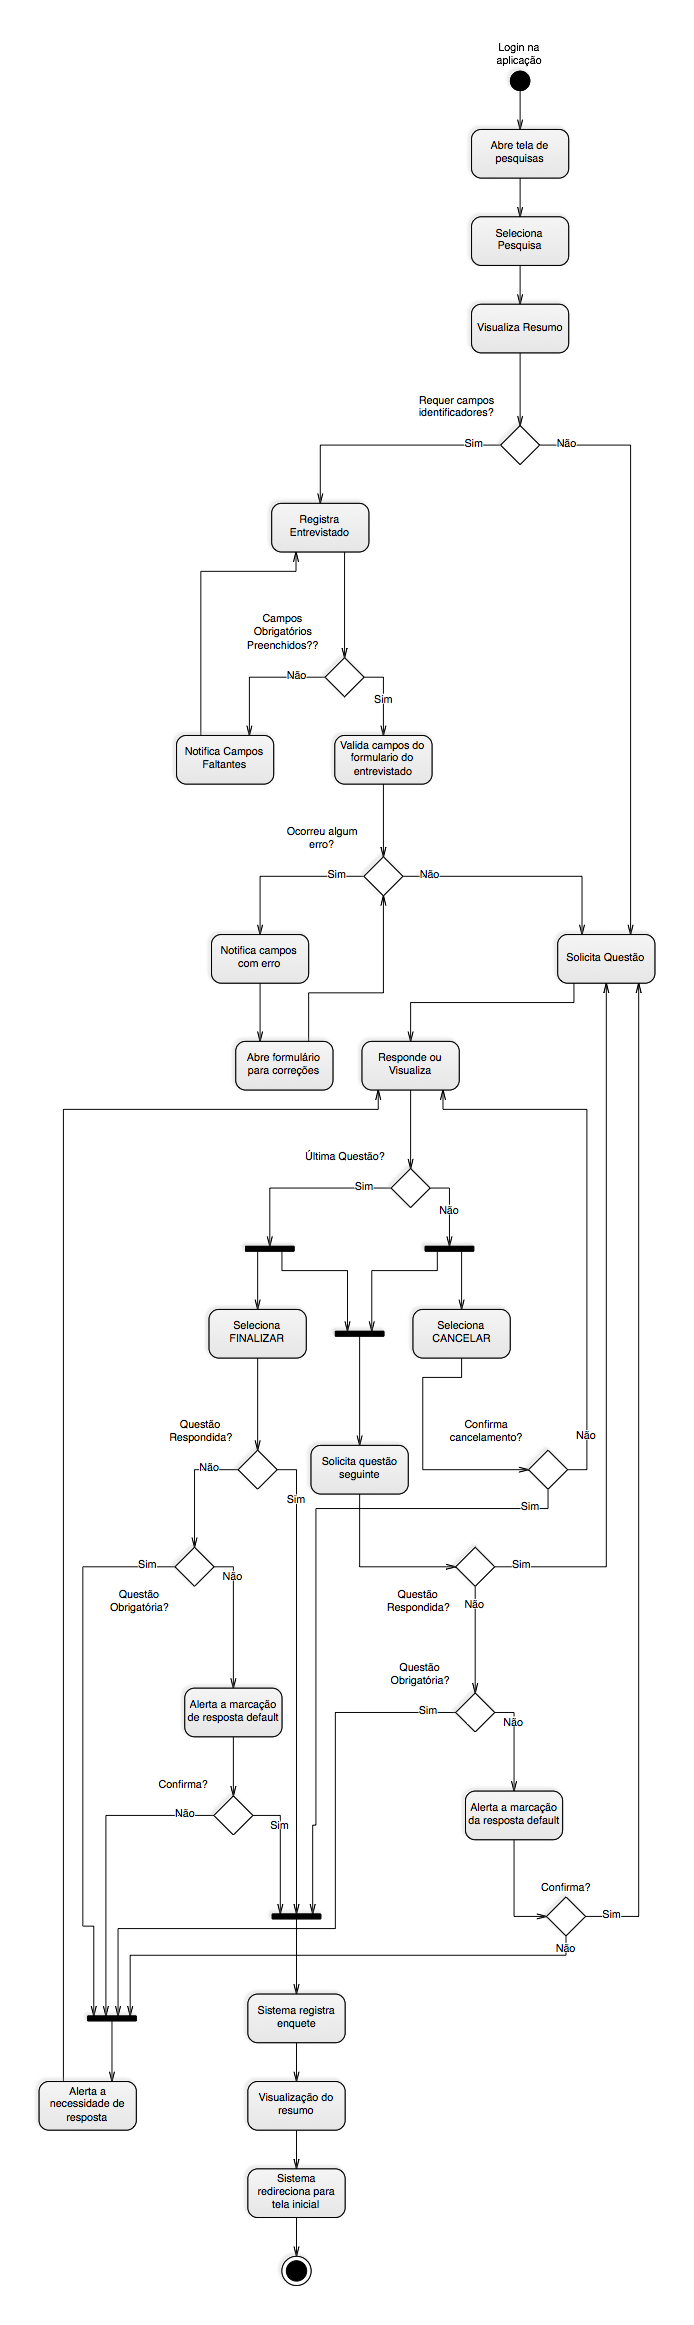 Login na
aplicação
Abre tela de
pesquisas
Seleciona
Pesquisa
Visualiza Resumo
Requer campos
identificadores?
Sim
Não
Registra
Entrevistado
Campos
Obrigatórios
Preenchidos??
Não
Sim
Notifica Campos
Faltantes
Valida campos do
formulario do
entrevistado
Ocorreu algum
erro?
Sim
Não
Notifica campos
com erro
Solicita Questão
Abre formulário
para correções
Responde ou
Visualiza
Última Questão?
Sim
Não
Seleciona
FINALIZAR
Seleciona
CANCELAR
Questão
Respondida?
Confirma
cancelamento?
Não
Não
Sim
Solicita questão
seguinte
Sim
Sim
Não
Questão
Obrigatória?
Sim
Questão
Respondida?
Não
Questão
Obrigatória?
Sim
Não
Alerta a marcação
de resposta default
Confirma?
Não
Sim
Alerta a marcação
da resposta default
Confirma?
Sim
Não
Sistema registra
enquete
Alerta a
necessidade de
resposta
Visualização do
resumo
Sistema
redireciona para
tela inicial